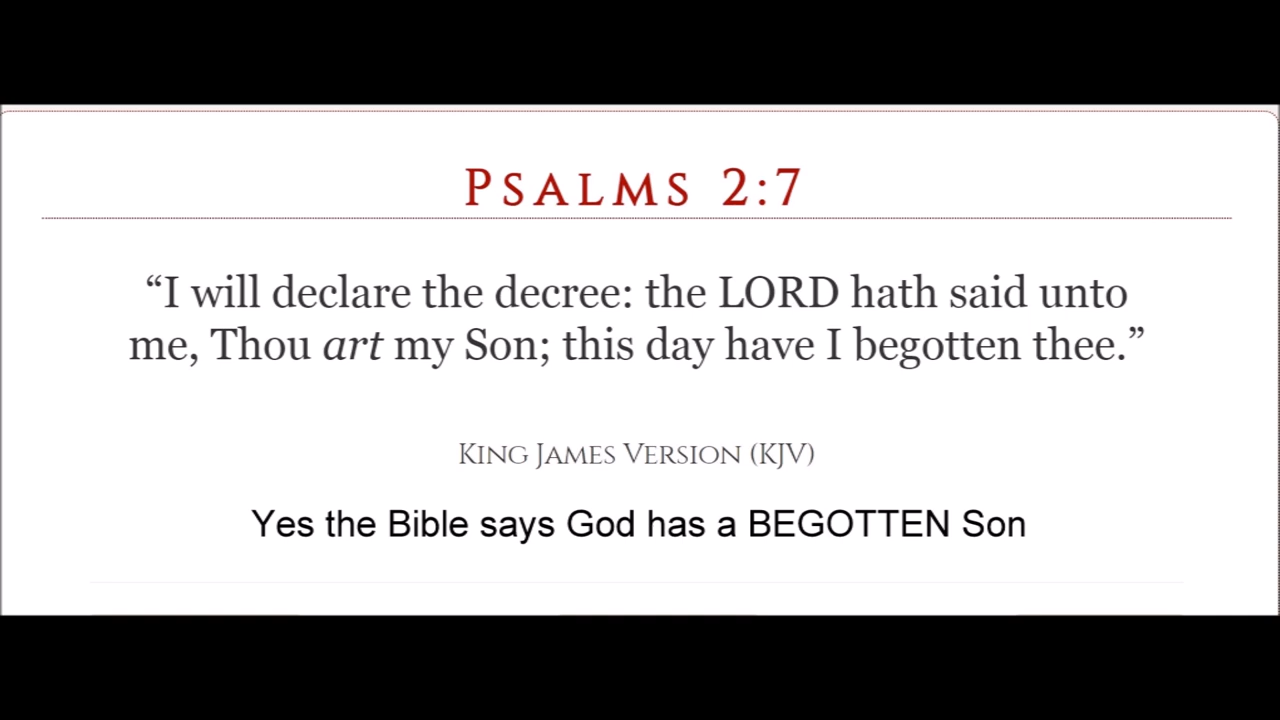 Psalms 2:7
“I will declare the decree: the LORD hath said unto
me, Thou art my Son; this day have I begotten thee.”
King James Version (KJV)
Yes the Bible says God has a BEGOTTEN Son